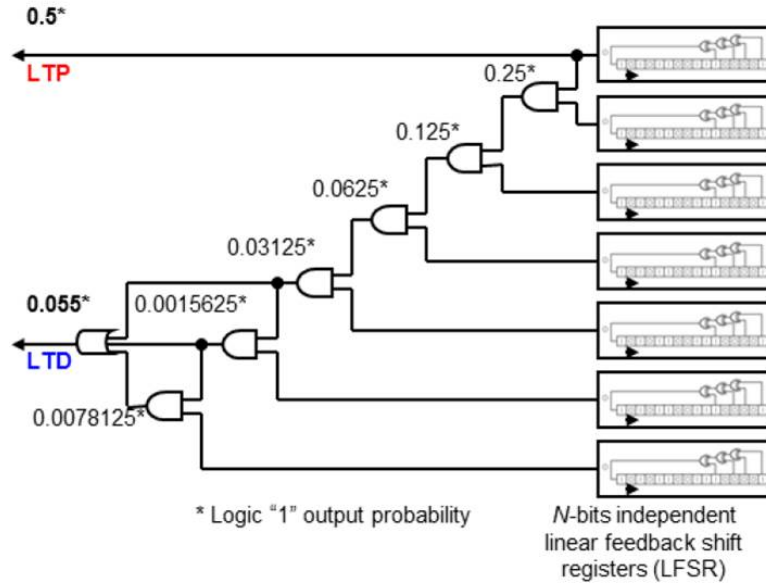 0.5*
LTP
0.25*
0.125*
0.0625*
0.03125*
0.055*
0.0015625*
LTD
0.0078125*
* Logic “1” output probability
N-bits independent
linear feedback shift
registers (LFSR)